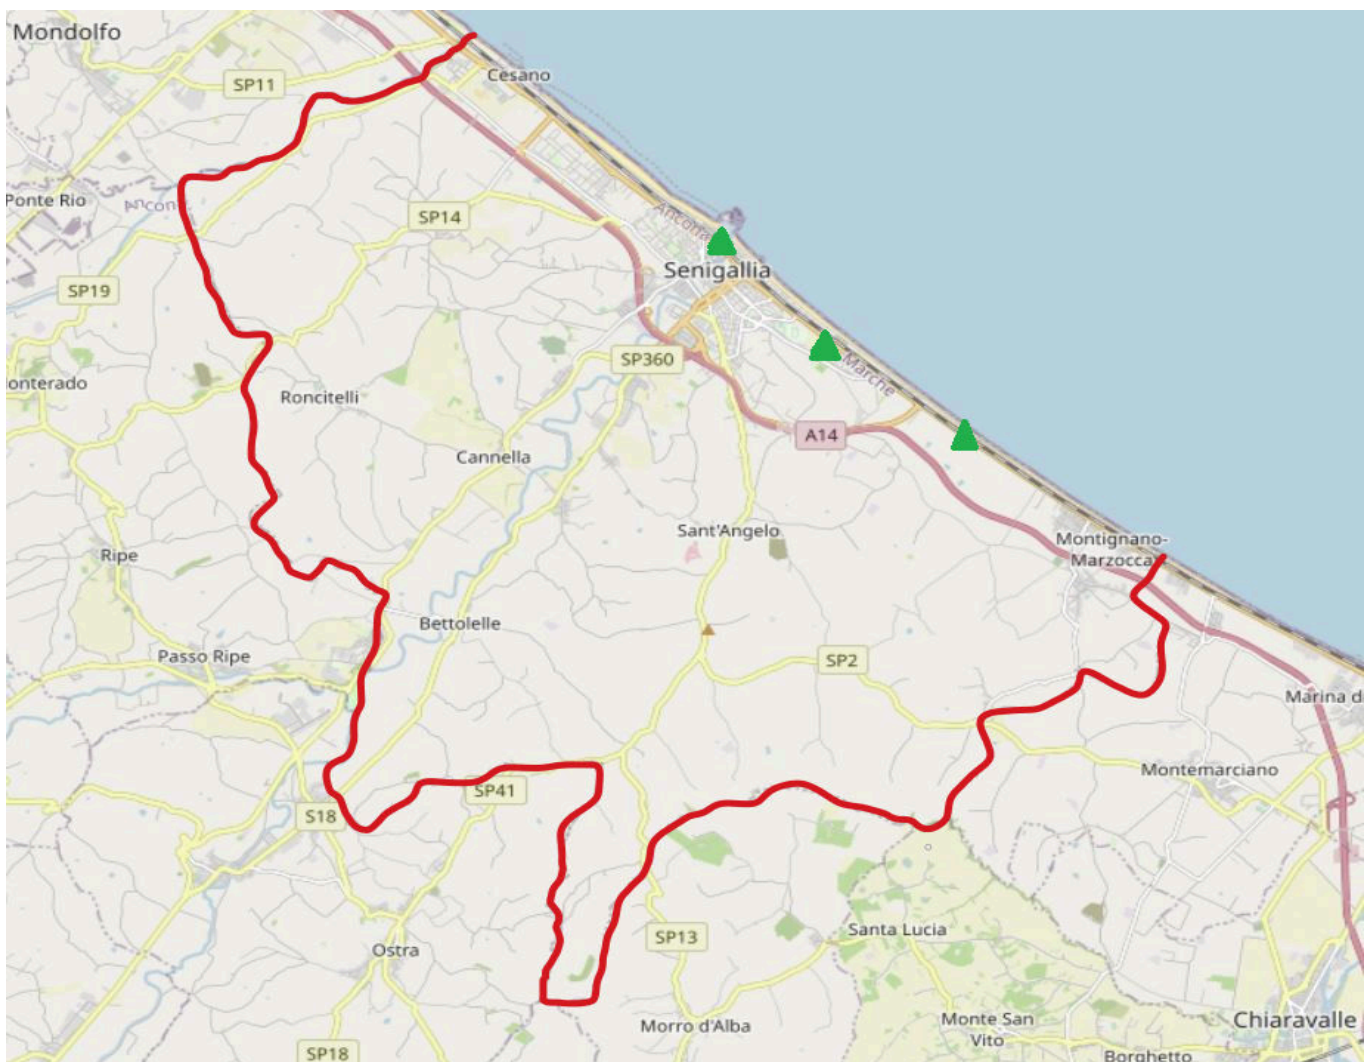 Mondolfo
Cesano
SP11
Ponte Rio
Ancon
SP14
Ancona
Senigallia
SP19
SP360
Marche
onterado
Roncitelli
A14
Cannella
Sant'Angelo
Montignano-
Marzocca
Ripe
Bettolelle
Passo Ripe
SP2
Marina d
Montemarciano
SP41
S18
Santa Lucia
SP13
Ostra
Morro d'Alba
Monte San
Vito
Chiaravalle
SP18
Borghetto